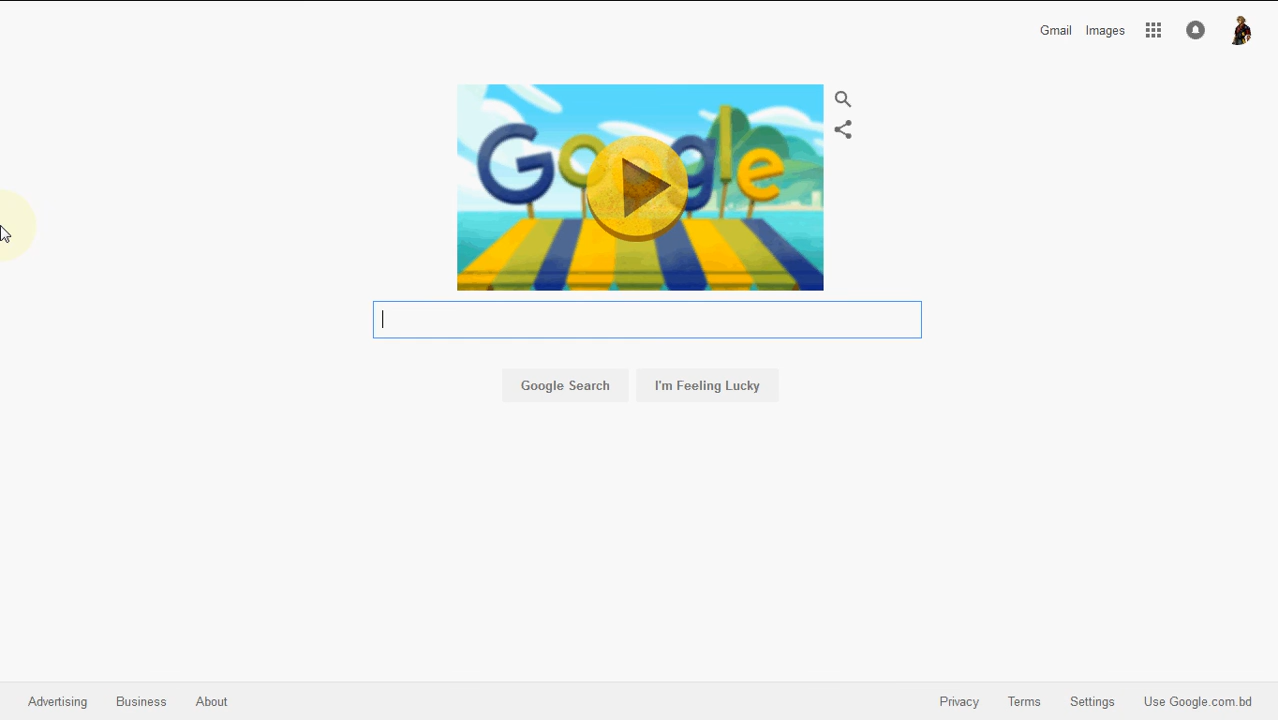 Gmail Images
Google
Google Search I'm Feeling Lucky
Advertising Business About Privacy Terms Settings Use Google.com.bd